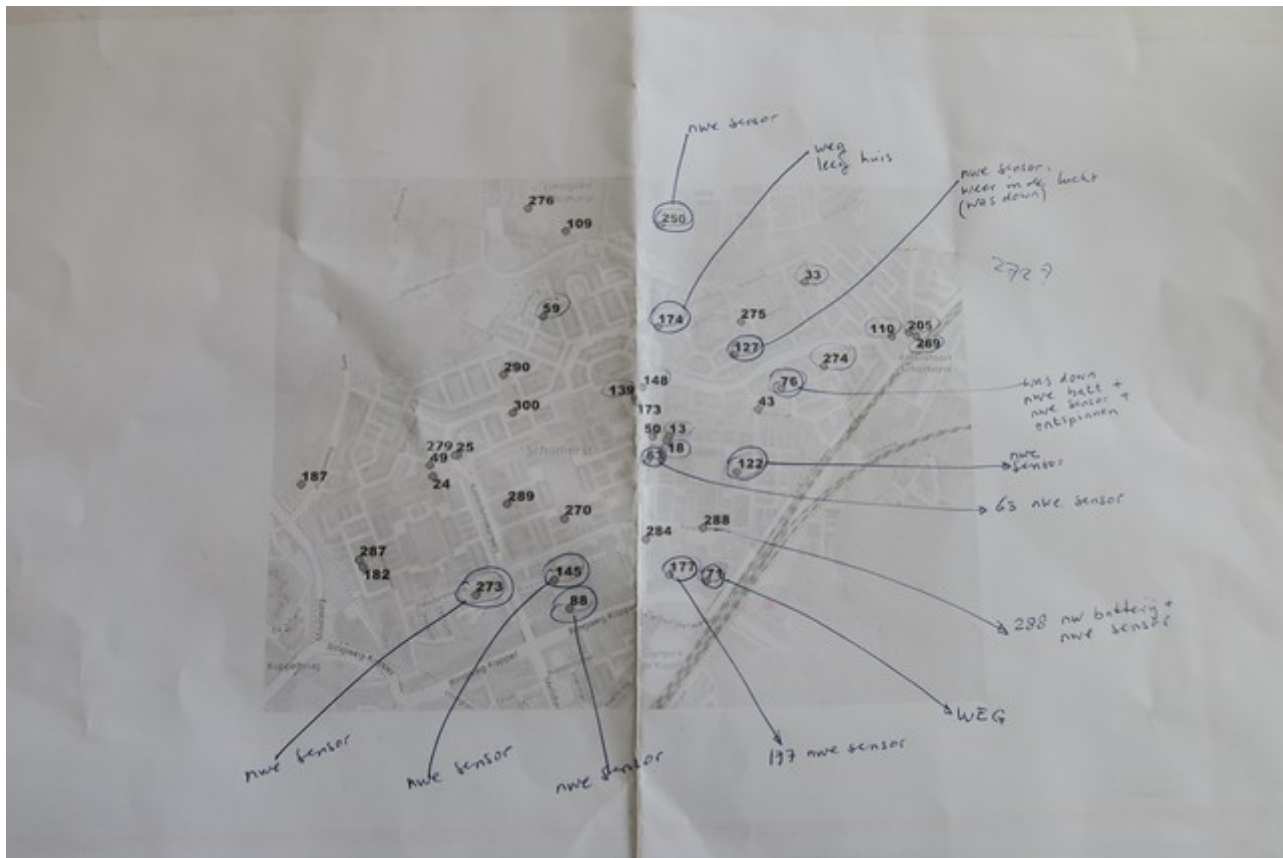 nwe sensor
weg
leeg huis
nwe sensor.
weer in de lucht
(was down)
276
109
250
33
2727
59
174
275
127
110
205
269
274
290
76
139
148
was down
nwe batt +
nwe sensor +
entspinnen
300
173
43
50
13
18
63
279
25
49
24
Schothorst
122
nwe
sensor
187
289
270
63 nwe sensor
284
288
287
182
273
145
177
71
88
288 nw batterij +
nwe sensor
Koppelbrug
WEG
nwe sensor
nwe sensor
nwe sensor
197 nwe sensor